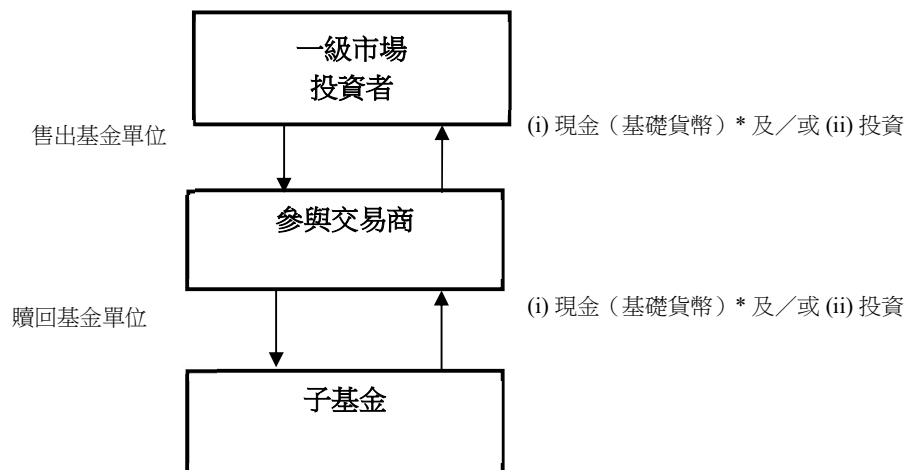 一級市場
投資者
售出基金單位
(i) 現金（基礎貨幣）* 及／或 (ii) 投資
參與交易商
贖回基金單位
(i) 現金（基礎貨幣）* 及／或 (ii) 投資
子基金